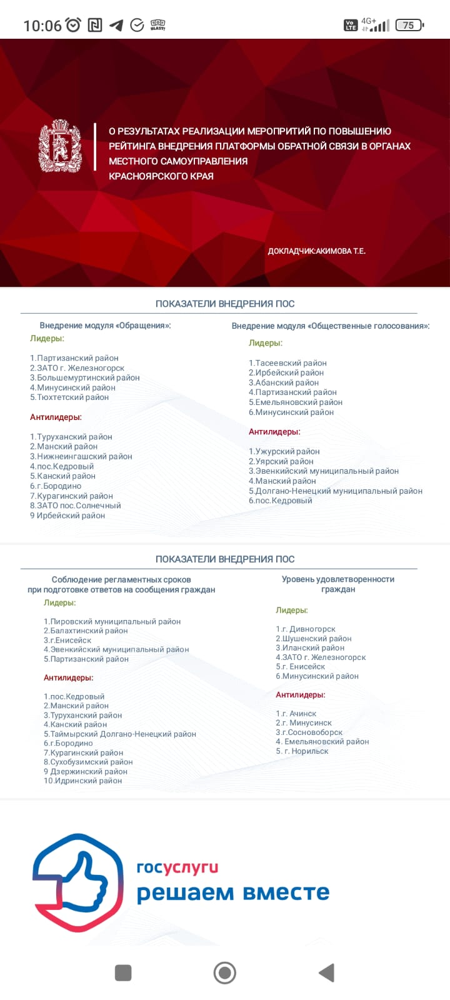 10:06
TOT
BLAST!
Vo
LTE
4G+
75
О РЕЗУЛЬТАТАХ РЕАЛИЗАЦИИ МЕРОПРИТИЙ ПО ПОВЫШЕНИЮ
РЕЙТИНГА ВНЕДРЕНИЯ ПЛАТФОРМЫ ОБРАТНОЙ СВЯЗИ В ОРГАНАХ
МЕСТНОГО САМОУПРАВЛЕНИЯ
КРАСНОЯРСКОГО КРАЯ
ДОКЛАДЧИК:АКИМОВА Т.Е.
ПОКАЗАТЕЛИ ВНЕДРЕНИЯ ПОС
Внедрение модуля «Обращения»:
Лидеры:
1.Партизанский район
2.ЗАТО г. Железногорск
3.Большемуртинский район
4.Минусинский район
5.Тюхтетский район
Антилидеры:
1.Туруханский район
2.Манский район
3.Нижнеингашский район
4.пос.Кедровый
5.Канский район
6.г.Бородино
7.Курагинский район
8.ЗАТО пос.Солнечный
9 Ирбейский район
Внедрение модуля «Общественные голосования»:
Лидеры:
1.Тасеевский район
2.Ирбейский район
3.Абанский район
4.Партизанский район
5.Емельяновский район
6.Минусинский район
Антилидеры:
1.Ужурский район
2.Уярский район
3.Эвенкийский муниципальный район
4.Манский район
5.Долгано-Ненецкий муниципальный район
6.пос.Кедровый
ПОКАЗАТЕЛИ ВНЕДРЕНИЯ ПОС
Соблюдение регламентных сроков
при подготовке ответов на сообщения граждан
Лидеры:
1.Пировский муниципальный район
2.Балахтинский район
3.г.Енисейск
4.Эвенкийский муниципальный район
5.Партизанский район
Антилидеры:
1.пос.Кедровый
2.Манский район
3.Туруханский район
4.Канский район
5.Таймырский Долгано-Ненецкий район
6.г.Бородино
7.Курагинский район
8.Сухобузимский район
9 Дзержинский район
10.Идринский район
Уровень удовлетворенности
граждан
Лидеры:
1.г. Дивногорск
2.Шушенский район
3.Иланский район
4.ЗАТО г. Железногорск
5.г. Енисейск
6.Минусинский район
Антилидеры:
1.г. Ачинск
2.г. Минусинск
3.г.Сосновоборск
4. Емельяновский район
5. г. Норильск
госуслуги
решаем вместе